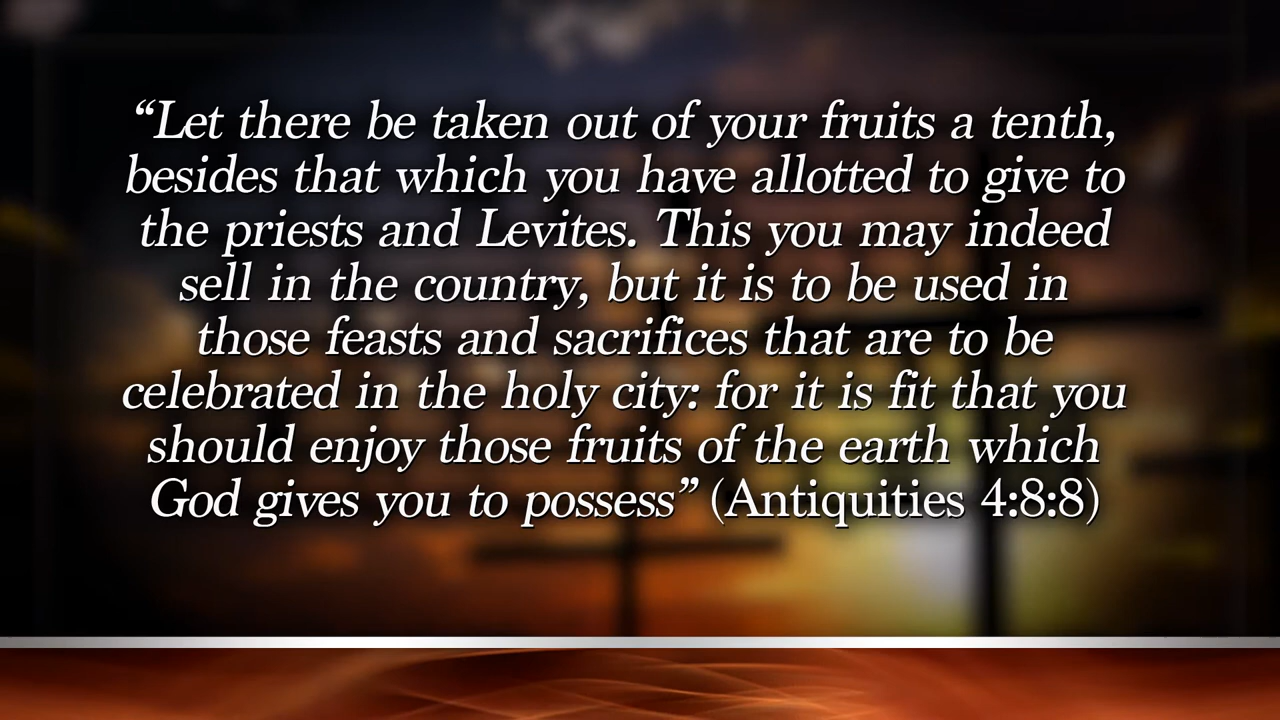 “Let there be taken out of your fruits a tenth,
besides that which you have allotted to give to
the priests and Levites. This you may indeed
sell in the country, but it is to be used in
those feasts and sacrifices that are to be
celebrated in the holy city: for it is fit that you
should enjoy those fruits of the earth which
God gives you to possess” (Antiquities 4:8:8)